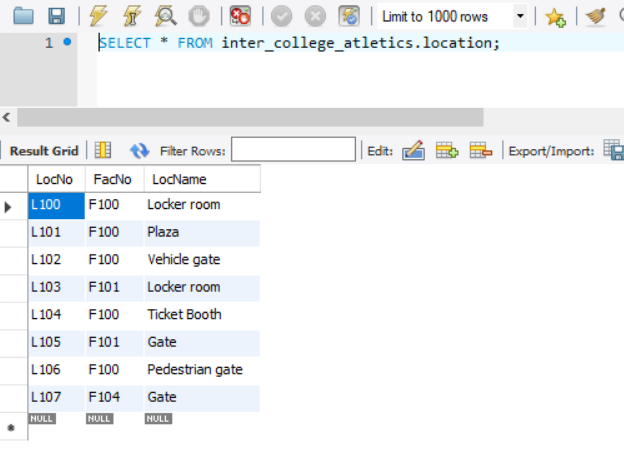 Limit to 1000 rows
1 SELECT * FROM inter_college_atletics.location;
Result Grid Filter Rows: Edit: Export/Import:
LocNo FacNo LocName
L100 F100 Locker room
L101 F100 Plaza
L102 F100 Vehicle gate
L103 F101 Locker room
L104 F100 Ticket Booth
L105 F101 Gate
L106 F100 Pedestrian gate
L107 F104 Gate
NULL NULL NULL